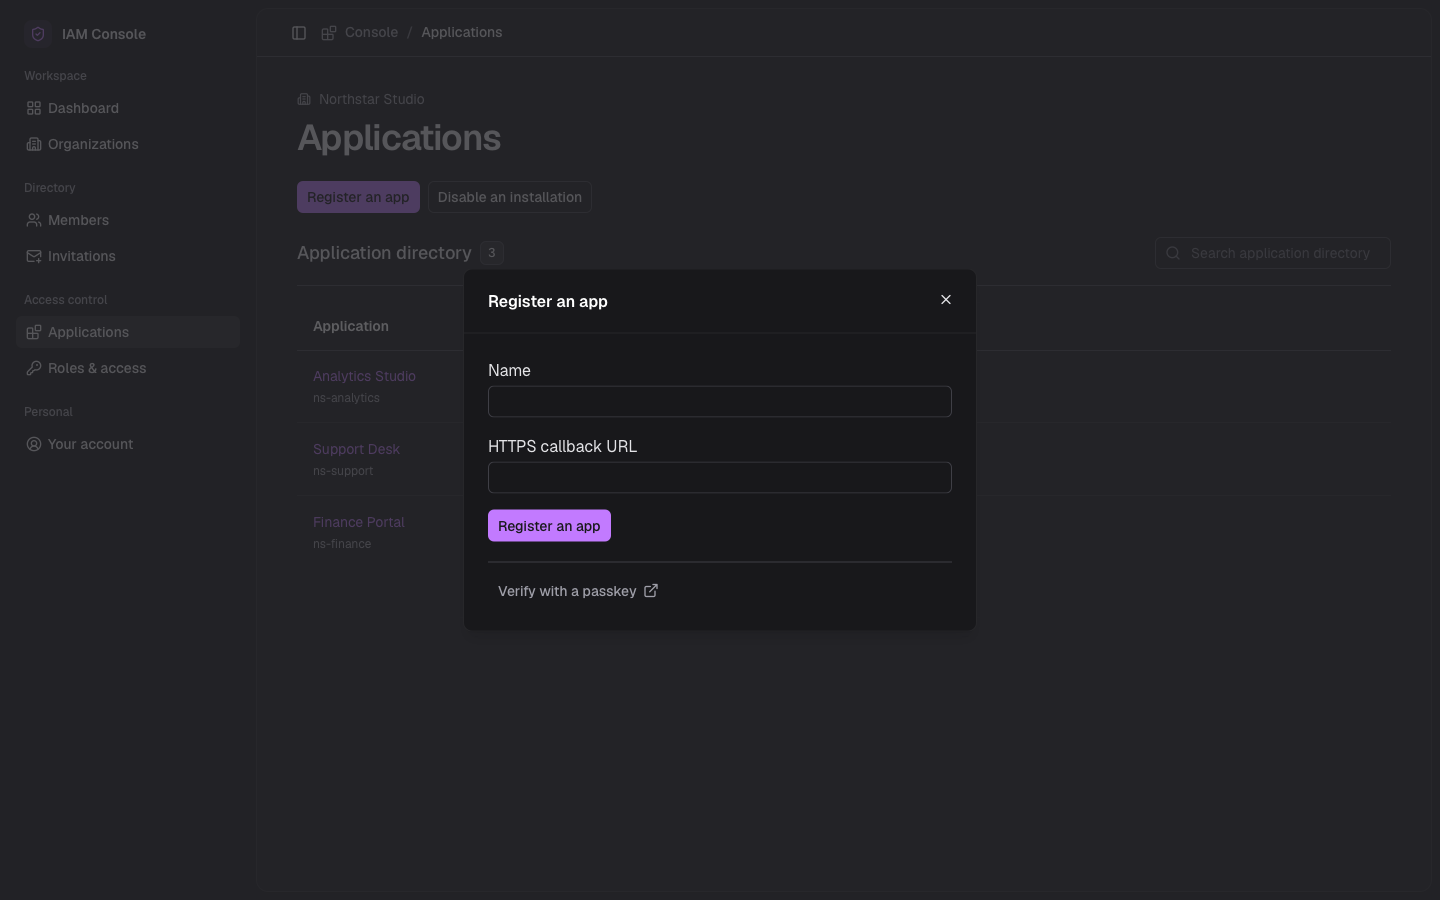 IAM Console
Workspace
Dashboard
Organizations
Directory
Members
Invitations
Access control
Applications
Roles & access
Personal
Your account
Console / Applications
Northstar Studio
Applications
Register an app
Disable an installation
Application directory 3
Search application directory
Application
Analytics Studio
ns-analytics
Support Desk
ns-support
Finance Portal
ns-finance
Register an app
Name
HTTPS callback URL
Register an app
Verify with a passkey